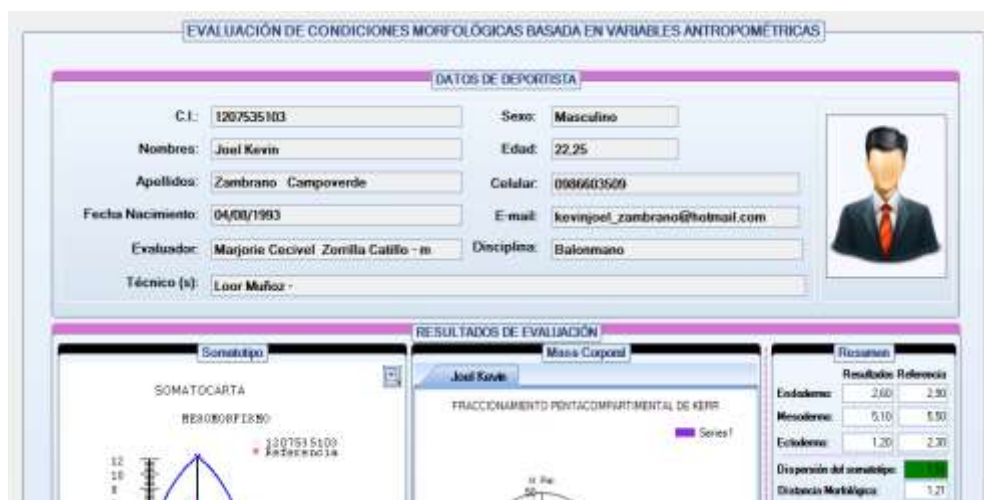 EVALUACIÓN DE CONDICIONES MORFOLÓGICAS BASADA EN VARIABLES ANTROPOMÉTRICAS
DATOS DE DEPORTISTA
C.I.: 1207535103 Sexo: Masculino
Nombres: Joel Kevin Edad: 22,25
Apellidos: Zambrano Campoverde Celular: 0986603509
Fecha Nacimiento: 04/08/1993 E-mail: kevinjoel_zambrano@hotmail.com
Evaluador: Marjorie Cecivel Zorrilla Catillo - m Disciplina: Balonmano
Técnico (s): Loor Muñoz -
RESULTADOS DE EVALUACIÓN
Somatotipo Masa Corporal Resumen
Joel Kevin
Resultados Referencia
SOMATOCARTA
FRACCIONAMIENTO PENTACOMPARTIMENTAL DE KERR
Endodermo: 2,60 2,90
MESOMORFISMO
Series1
Mesodermo: 5,10 5,50
1207535103
Referencia
Ectodermo: 1,20 2,30
12
10
8
50
Dispersión del somatotipo:
Distancia Morfológica: 1,21